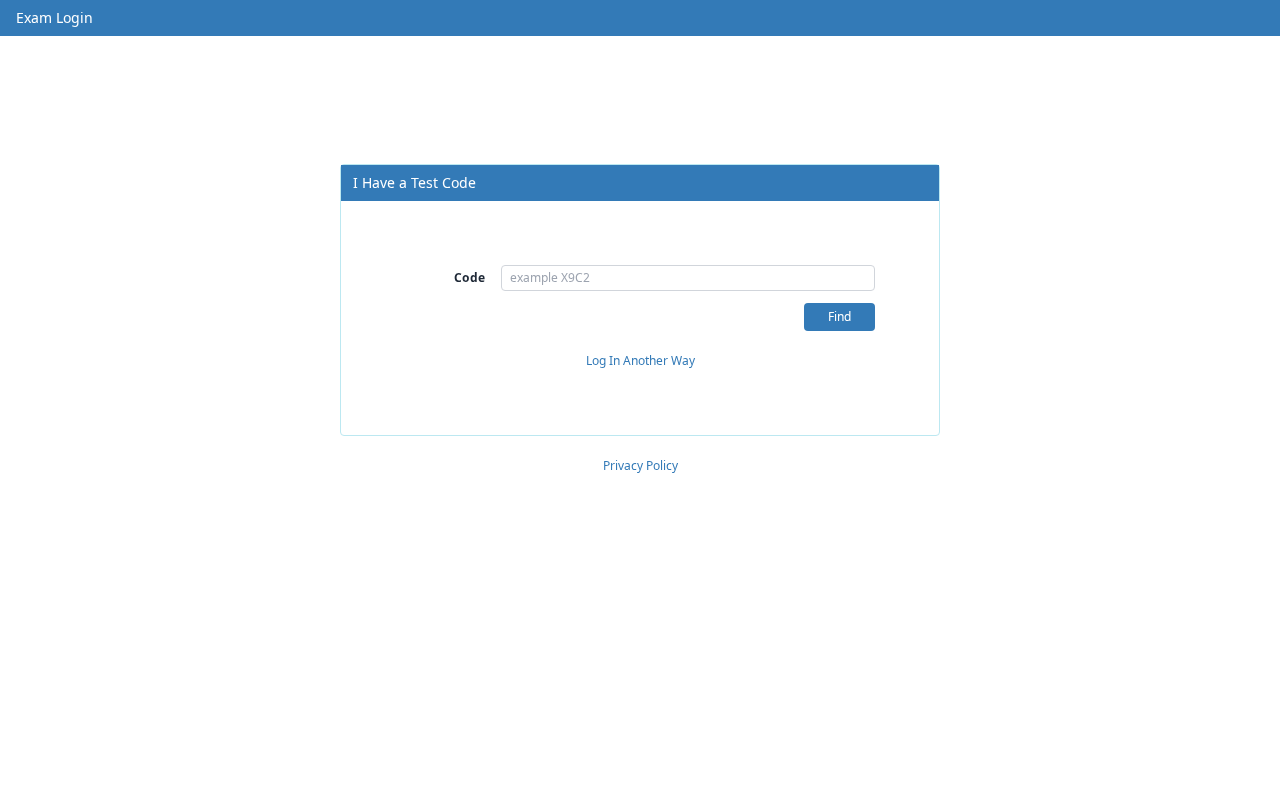 Exam Login
I Have a Test Code
Code example X9C2
Find
Log In Another Way
Privacy Policy